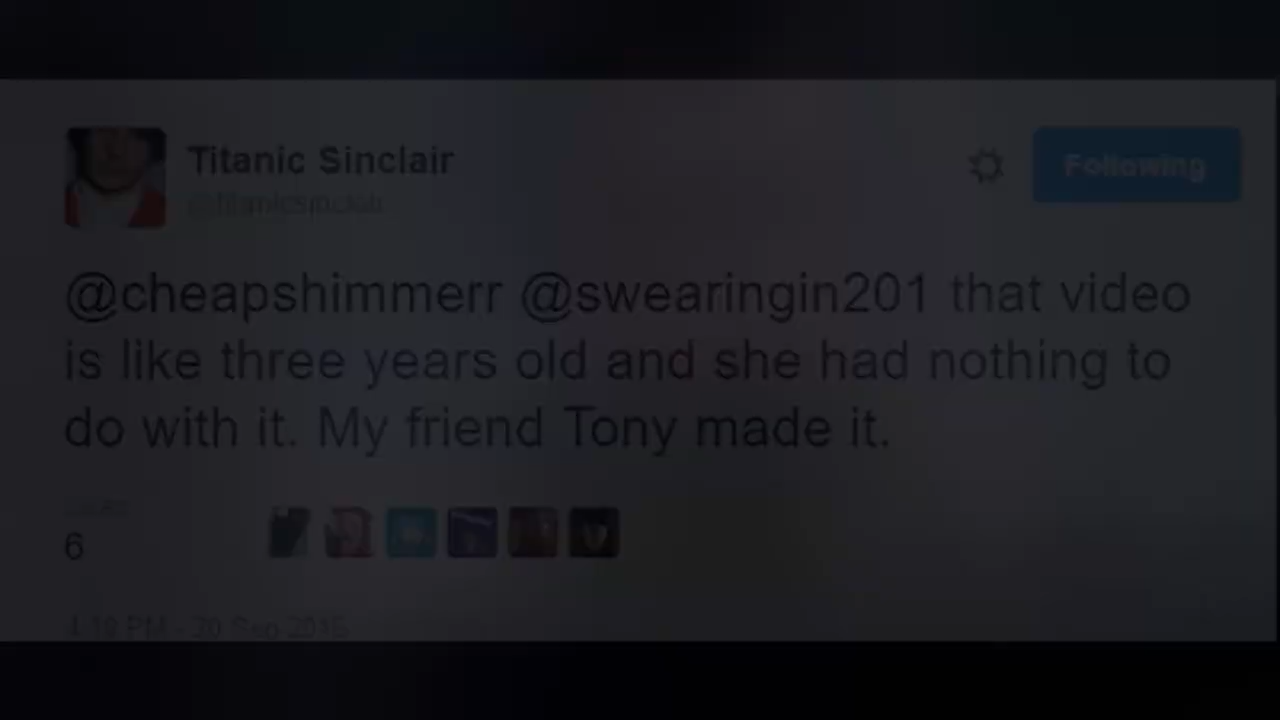 Titanic Sinclair
Following
@titanicsinclair
@cheapshimmerr @swearingin201 that video
is like three years old and she had nothing to
do with it. My friend Tony made it.
6